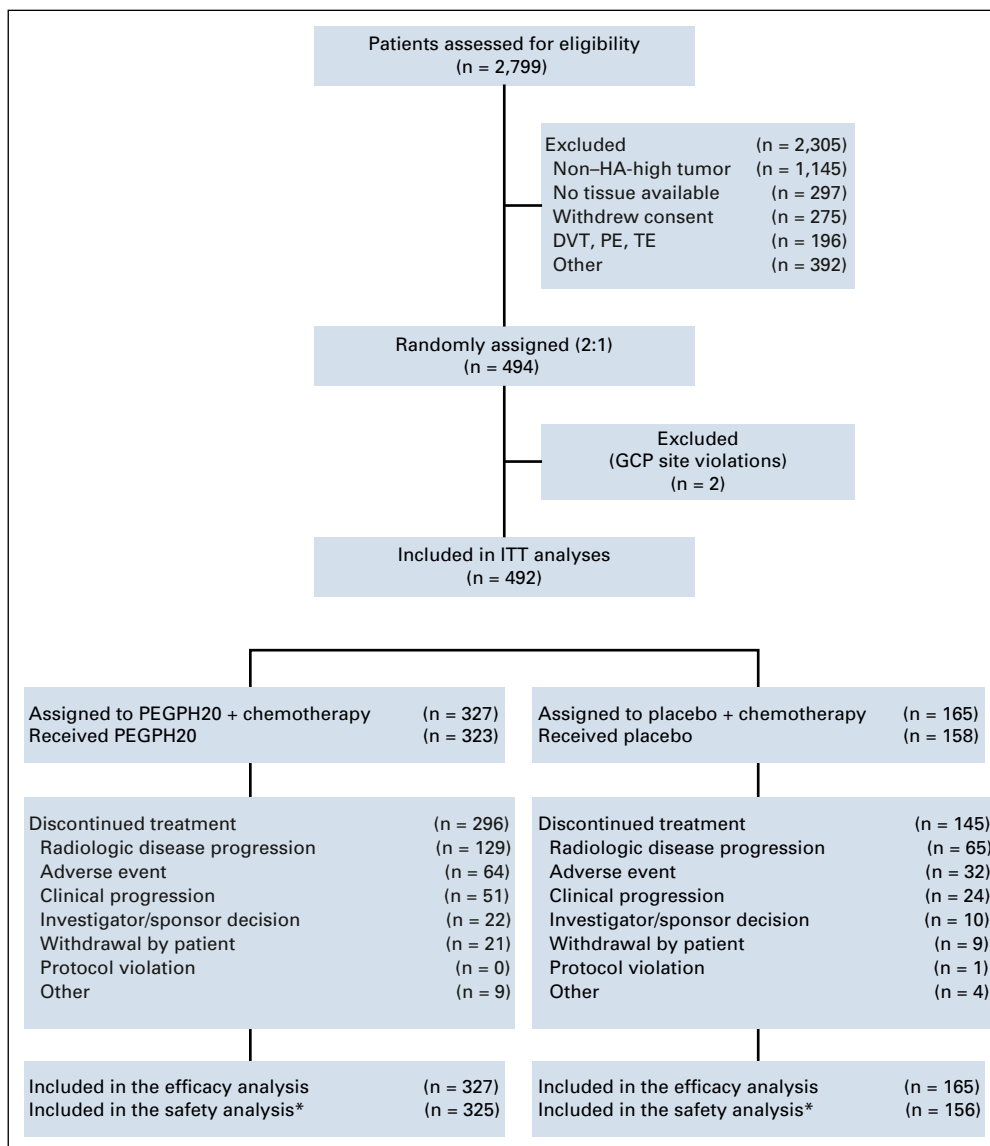 Patients assessed for eligibility
(n = 2,799)
Excluded (n = 2,305)
Non–HA-high tumor (n = 1,145)
No tissue available (n = 297)
Withdrew consent (n = 275)
DVT, PE, TE (n = 196)
Other (n = 392)
Randomly assigned (2:1)
(n = 494)
Excluded
(GCP site violations)
(n = 2)
Included in ITT analyses
(n = 492)
Assigned to PEGPH20 + chemotherapy (n = 327)
Received PEGPH20 (n = 323)
Discontinued treatment (n = 296)
Radiologic disease progression (n = 129)
Adverse event (n = 64)
Clinical progression (n = 51)
Investigator/sponsor decision (n = 22)
Withdrawal by patient (n = 21)
Protocol violation (n = 0)
Other (n = 9)
Included in the efficacy analysis (n = 327)
Included in the safety analysis* (n = 325)
Assigned to placebo + chemotherapy (n = 165)
Received placebo (n = 158)
Discontinued treatment (n = 145)
Radiologic disease progression (n = 65)
Adverse event (n = 32)
Clinical progression (n = 24)
Investigator/sponsor decision (n = 10)
Withdrawal by patient (n = 9)
Protocol violation (n = 1)
Other (n = 4)
Included in the efficacy analysis (n = 165)
Included in the safety analysis* (n = 156)